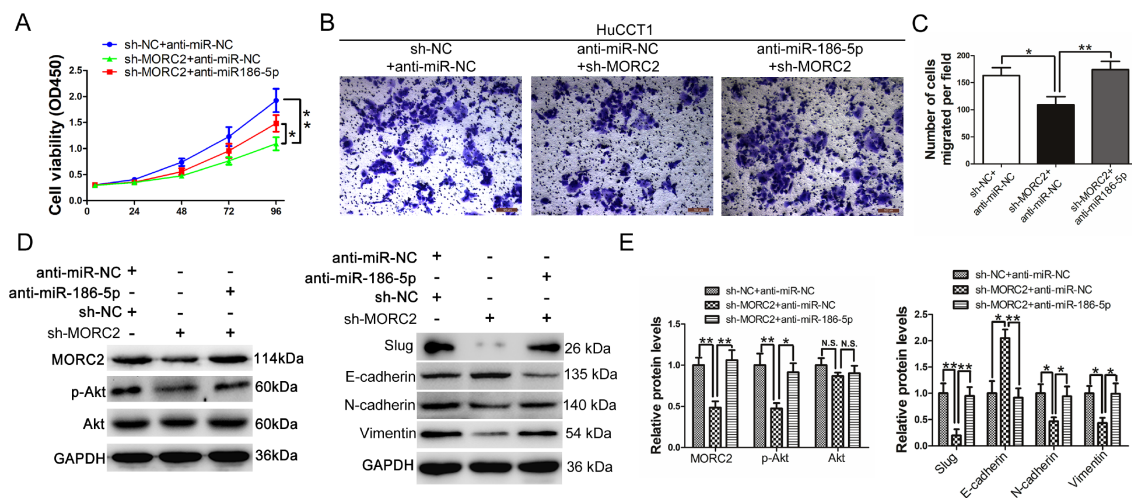 A
sh-NC+anti-miR-NC
sh-MORC2+anti-miR-NC
sh-MORC2+anti-miR186-5p
Cell viability (OD450)
2.5
2.0
1.5
1.0
0.5
0.0
24 48 72 96
*
* *
B
HuCCT1
sh-NC
+anti-miR-NC
anti-miR-NC
+sh-MORC2
anti-miR-186-5p
+sh-MORC2
C
Number of cells
migrated per field
200
150
100
50
0
* **
sh-NC+
anti-miR-NC
sh-MORC2+
anti-miR-NC
sh-MORC2+
anti-miR186-5p
D
anti-miR-NC + - -
anti-miR-186-5p - - +
sh-NC + - -
sh-MORC2 - + +
MORC2 114kDa
p-Akt 60kDa
Akt 60kDa
GAPDH 36kDa
anti-miR-NC + - -
anti-miR-186-5p - - +
sh-NC + - -
sh-MORC2 - + +
Slug 26 kDa
E-cadherin 135 kDa
N-cadherin 140 kDa
Vimentin 54 kDa
GAPDH 36 kDa
E
sh-NC+anti-miR-NC
sh-MORC2+anti-miR-NC
sh-MORC2+anti-miR-186-5p
Relative protein levels
1.5
1.0
0.5
0.0
** ** ** * N.S. N.S.
MORC2 p-Akt Akt
sh-NC+anti-miR-NC
sh-MORC2+anti-miR-NC
sh-MORC2+anti-miR-186-5p
Relative protein levels
2.5
2.0
1.5
1.0
0.5
0.0
** ** * ** * * * *
Slug
E-cadherin
N-cadherin
Vimentin